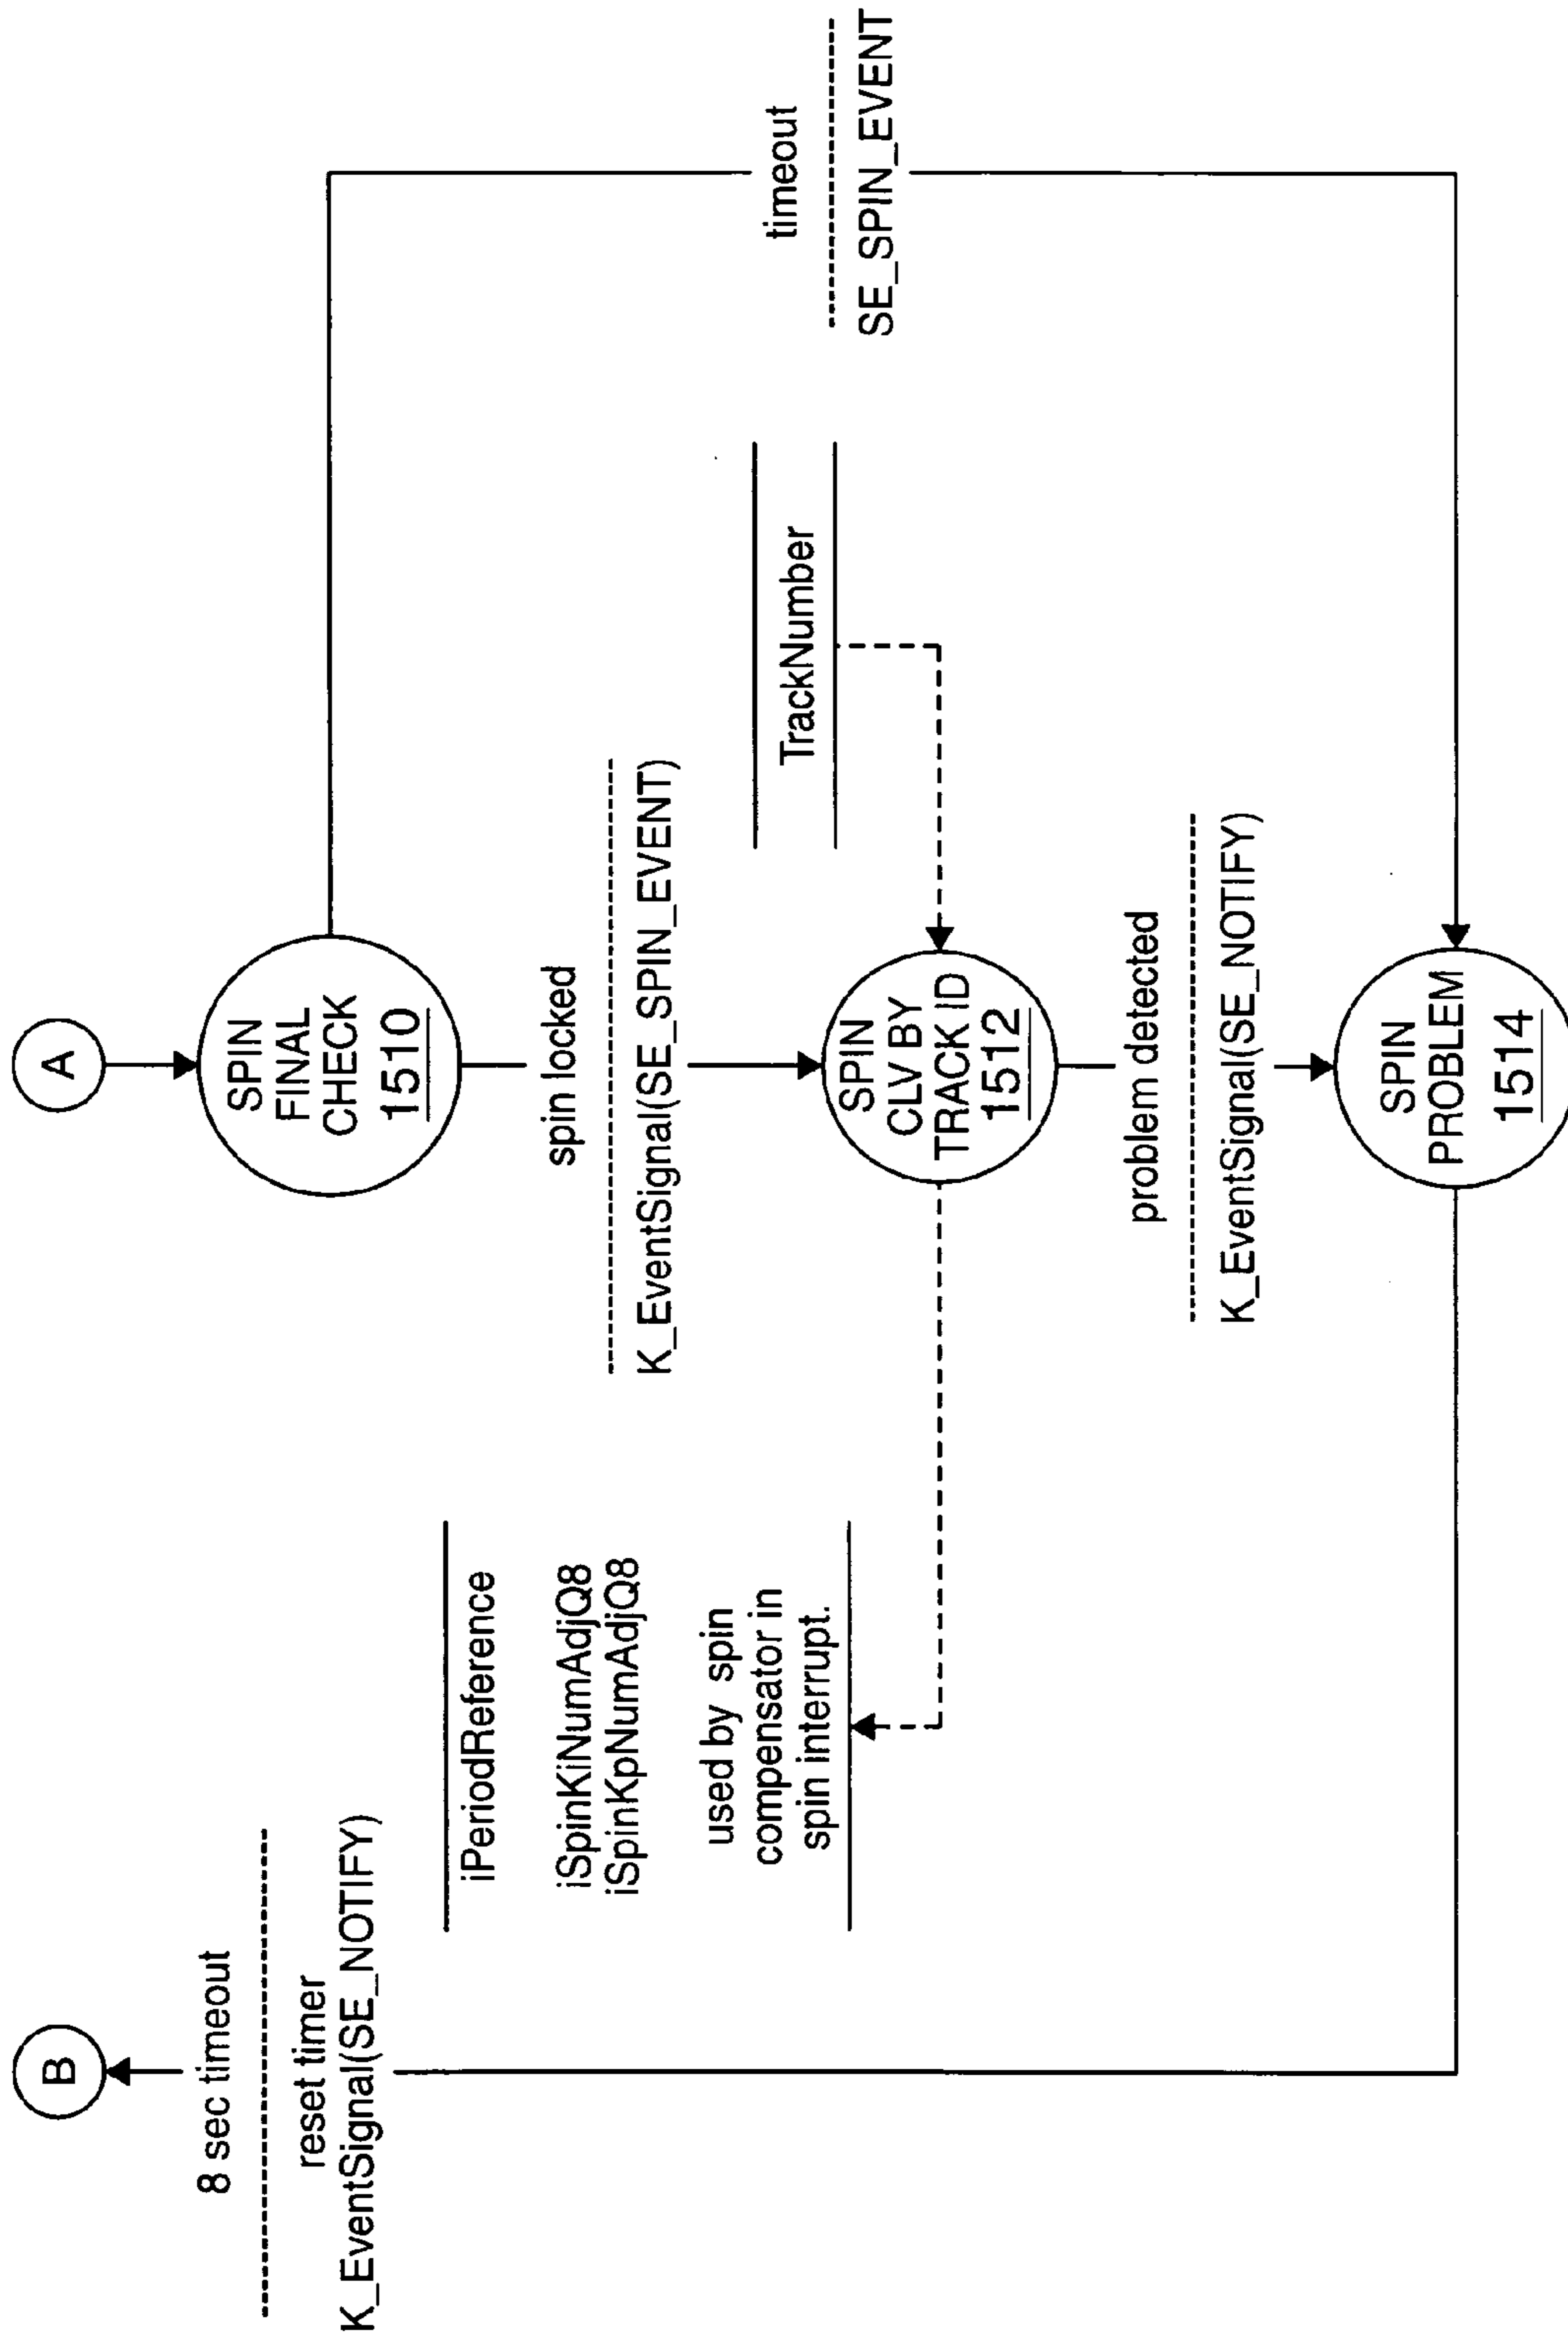 A
B
8 sec timeout
reset timer
K_EventSignal(SE_NOTIFY)
SPIN
FINAL
CHECK
1510
spin locked
K_EventSignal(SE_SPIN_EVENT)
timeout
SE_SPIN_EVENT
iPeriodReference
iSpinKiNumAdjQ8
iSpinKpNumAdjQ8
used by spin
compensator in
spin interrupt.
TrackNumber
SPIN
CLV BY
TRACK ID
1512
problem detected
K_EventSignal(SE_NOTIFY)
SPIN
PROBLEM
1514